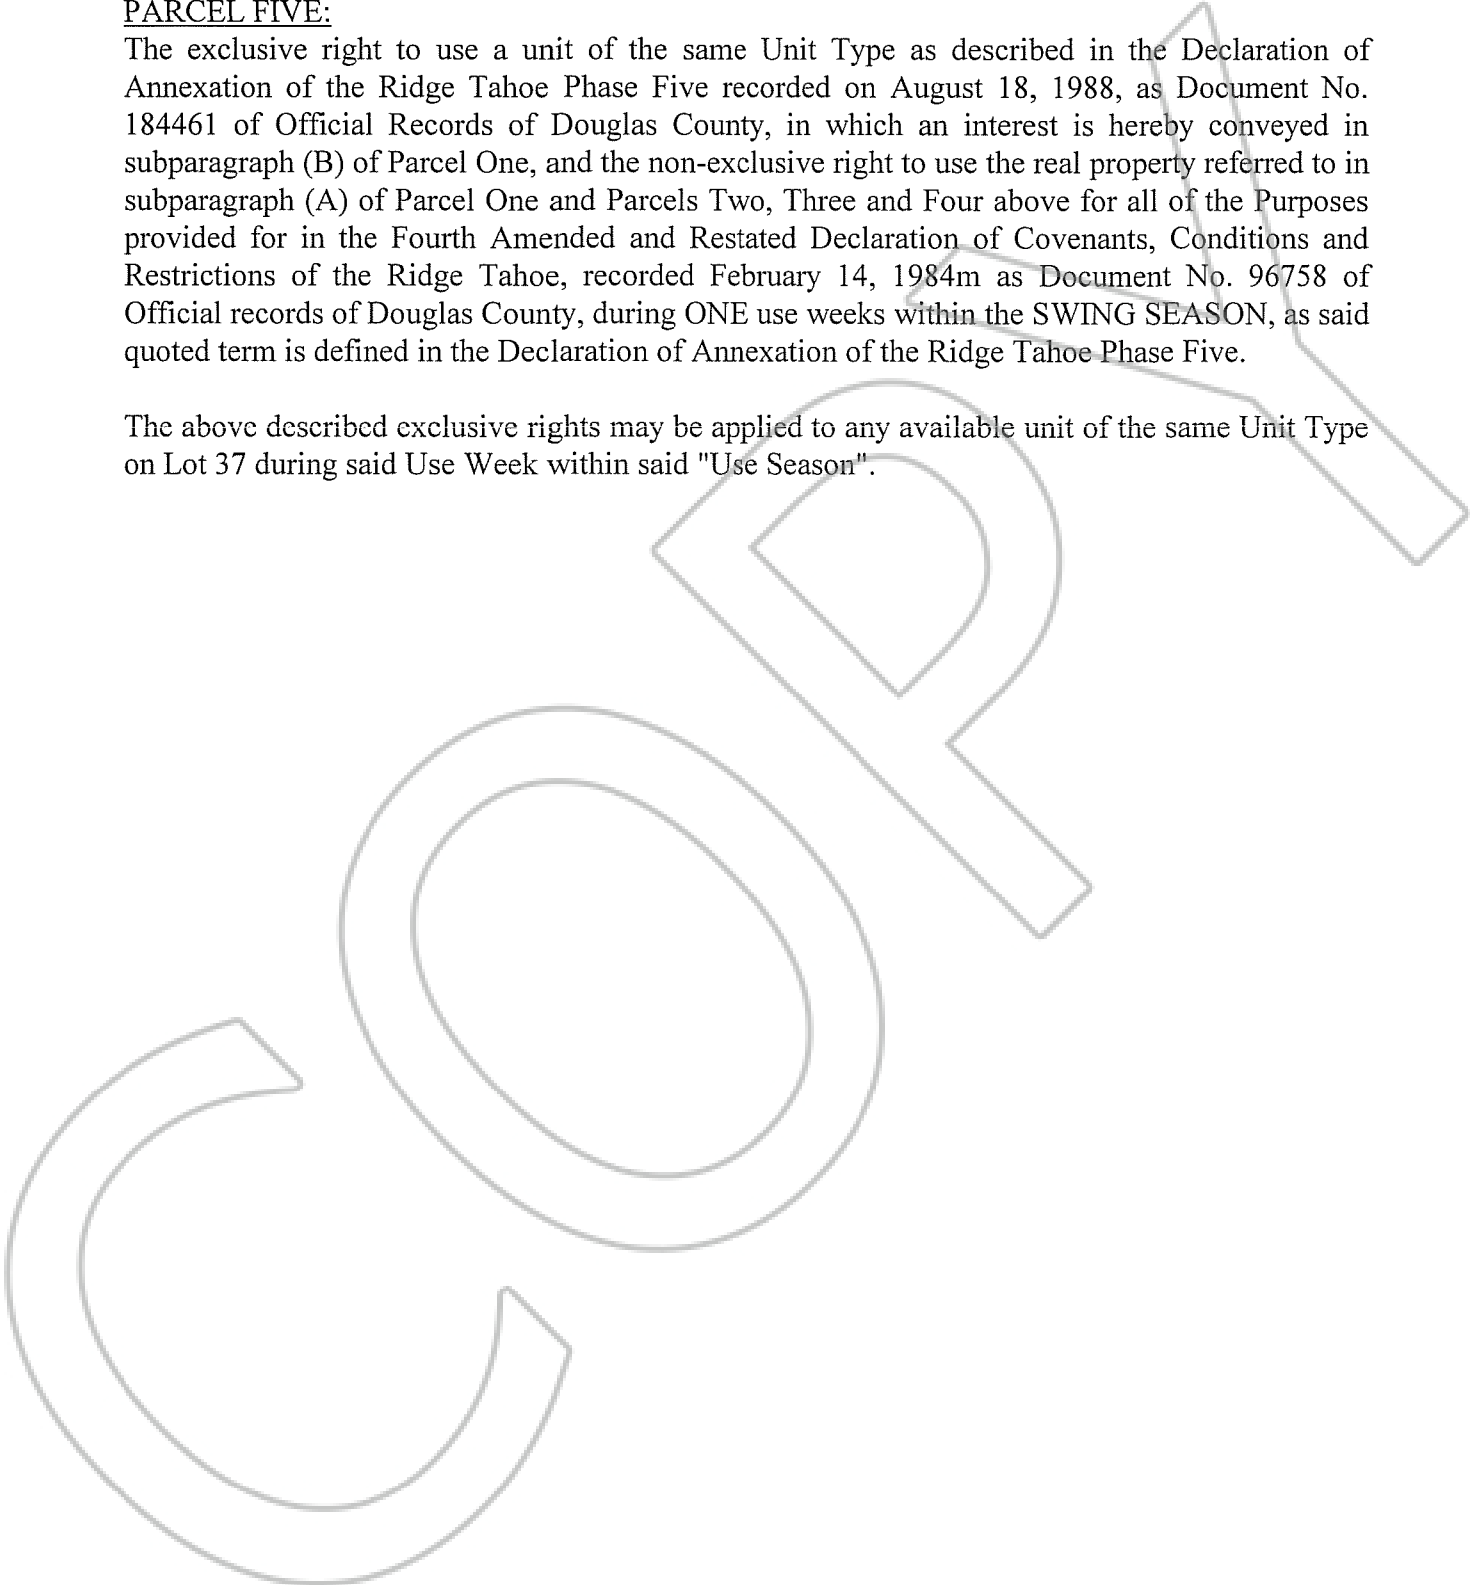 PARCEL FIVE:
The exclusive right to use a unit of the same Unit Type as described in the Declaration of
Annexation of the Ridge Tahoe Phase Five recorded on August 18, 1988, as Document No.
184461 of Official Records of Douglas County, in which an interest is hereby conveyed in
subparagraph (B) of Parcel One, and the non-exclusive right to use the real property referred to in
subparagraph (A) of Parcel One and Parcels Two, Three and Four above for all of the Purposes
provided for in the Fourth Amended and Restated Declaration of Covenants, Conditions and
Restrictions of the Ridge Tahoe, recorded February 14, 1984m as Document No. 96758 of
Official records of Douglas County, during ONE use weeks within the SWING SEASON, as said
quoted term is defined in the Declaration of Annexation of the Ridge Tahoe Phase Five.
The above described exclusive rights may be applied to any available unit of the same Unit Type
on Lot 37 during said Use Week within said "Use Season".
COPY